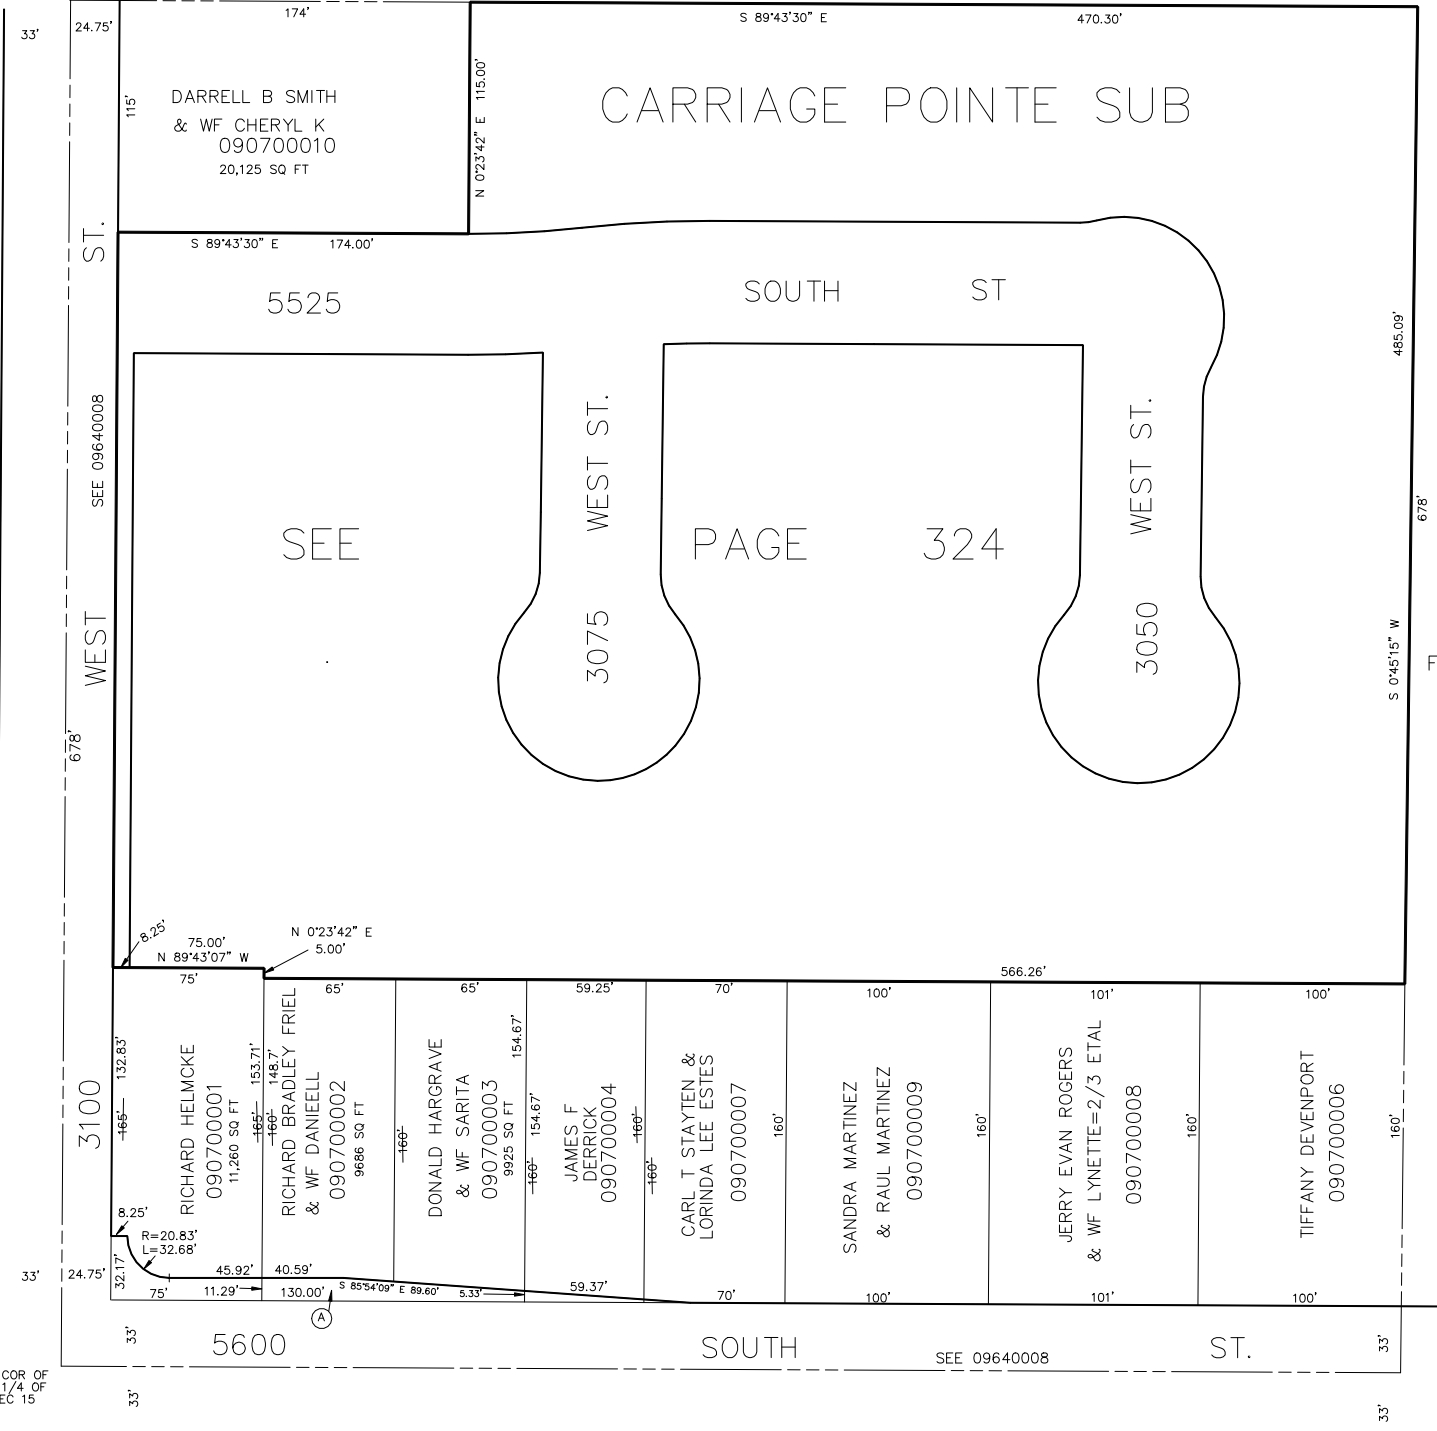 174'
S 89°43'30" E
470.30'
24.75'
33'
115'
DARRELL B SMITH
& WF CHERYL K
090700010
20,125 SQ FT
N 0°23'42" E 115.00'
CARRIAGE POINTE SUB
S 89°43'30" E 174.00'
5525 SOUTH ST
485.09'
SEE 09640008
3100 WEST ST.
678'
SEE PAGE 324
3075 WEST ST.
3050 WEST ST.
678'
S 0°45'15" W
F
8.25'
75.00'
N 89°43'07" W
N 0°23'42" E
5.00'
566.26'
75'
65'
65'
59.25'
70'
100'
101'
100'
132.83'
165'
RICHARD HELMCKE
090700001
11,260 SQ FT
153.71'
165'
148.7'
160'
RICHARD BRADLEY FRIEL
& WF DANIEELL
090700002
9686 SQ FT
160'
DONALD HARGRAVE
& WF SARITA
090700003
9925 SQ FT
154.67'
154.67'
160'
JAMES F
DERRICK
090700004
160'
160'
CARL T STAYTEN &
LORINDA LEE ESTES
090700007
160'
SANDRA MARTINEZ
& RAUL MARTINEZ
090700009
160'
JERRY EVAN ROGERS
& WF LYNETTE=2/3 ETAL
090700008
160'
TIFFANY DEVENPORT
090700006
160'
8.25'
R=20.83'
L=32.68'
33'
24.75'
32.17'
45.92'
40.59'
75'
11.29'
130.00'
S 85°54'09" E 89.60'
5.33'
59.37'
70'
100'
101'
100'
A
33'
5600 SOUTH ST.
SEE 09640008
33'
COR OF
1/4 OF
EC 15
33'
33'